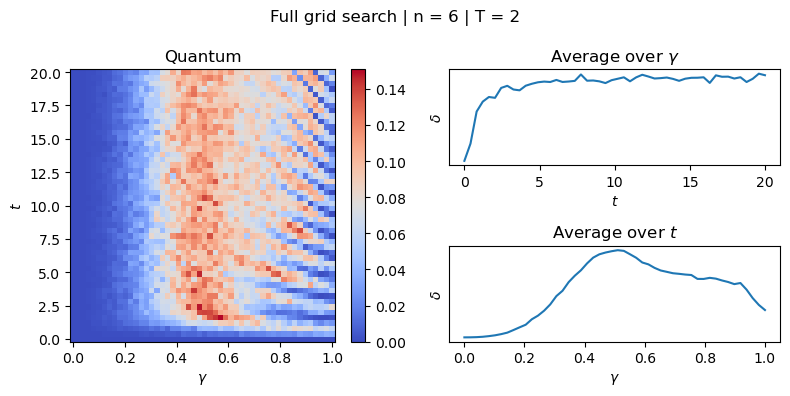 Full grid search | n = 6 | T = 2
Quantum
20.0
17.5
15.0
12.5
10.0
7.5
5.0
2.5
0.0
t
0.0 0.2 0.4 0.6 0.8 1.0
γ
0.14
0.12
0.10
0.08
0.06
0.04
0.02
0.00
Average over γ
δ
0 5 10 15 20
t
Average over t
δ
0.0 0.2 0.4 0.6 0.8 1.0
γ